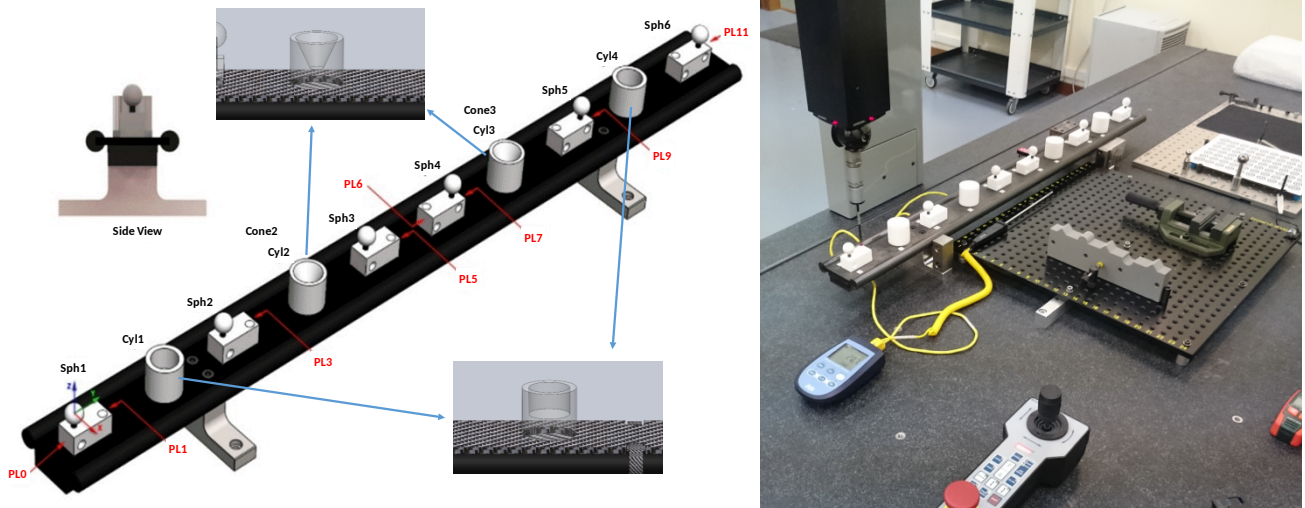 Sph6
PL11
Cyl4
Sph5
Cone3
Cyl3
PL9
Sph4
PL6
Sph3
PL7
Cone2
Side View
Cyl2
PL5
Sph2
Cyl1
PL3
Sph1
Z
Y
X
PL1
PL0